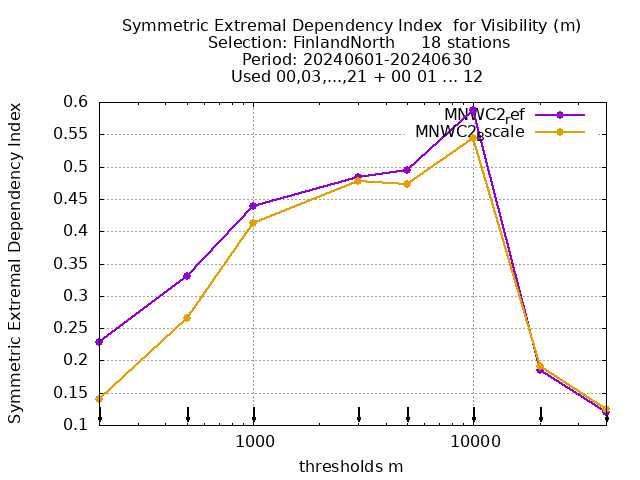 Symmetric Extremal Dependency Index  for Visibility (m)
Selection: FinlandNorth     18 stations
Period: 20240601-20240630
Used 00,03,...,21 + 00 01 ... 12
Symmetric Extremal Dependency Index
0.6
0.55
0.5
0.45
0.4
0.35
0.3
0.25
0.2
0.15
0.1
MNWC2ref
MNWC2Bscale
1000
10000
thresholds m